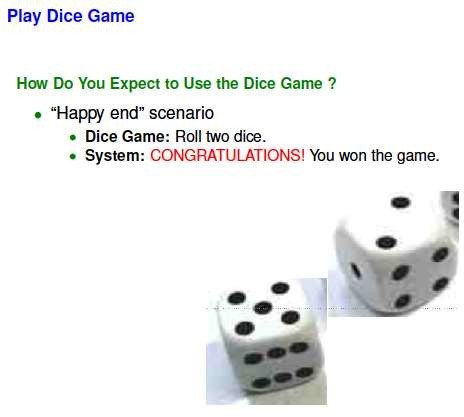 Play Dice Game
How Do You Expect to Use the Dice Game ?
• “Happy end” scenario
• Dice Game: Roll two dice.
• System: CONGRATULATIONS! You won the game.